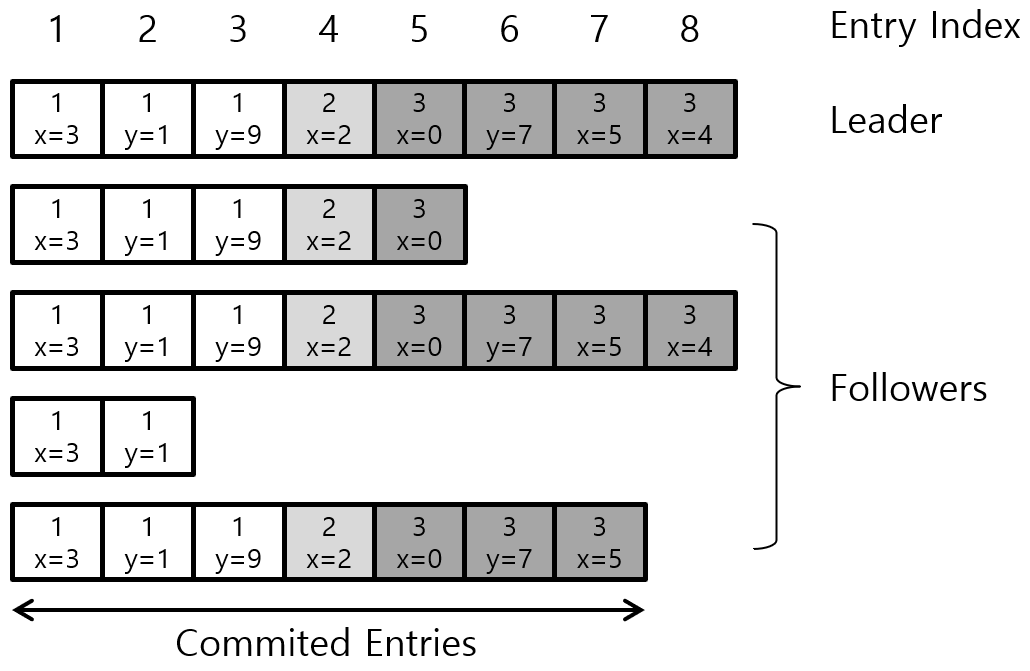 1 2 3 4 5 6 7 8 Entry Index
1 1 1 2 3 3 3 3
x=3 y=1 y=9 x=2 x=0 y=7 x=5 x=4
Leader
1 1 1 2 3
x=3 y=1 y=9 x=2 x=0
1 1 1 2 3 3 3 3
x=3 y=1 y=9 x=2 x=0 y=7 x=5 x=4
Followers
1 1
x=3 y=1
1 1 1 2 3 3 3
x=3 y=1 y=9 x=2 x=0 y=7 x=5
Commited Entries